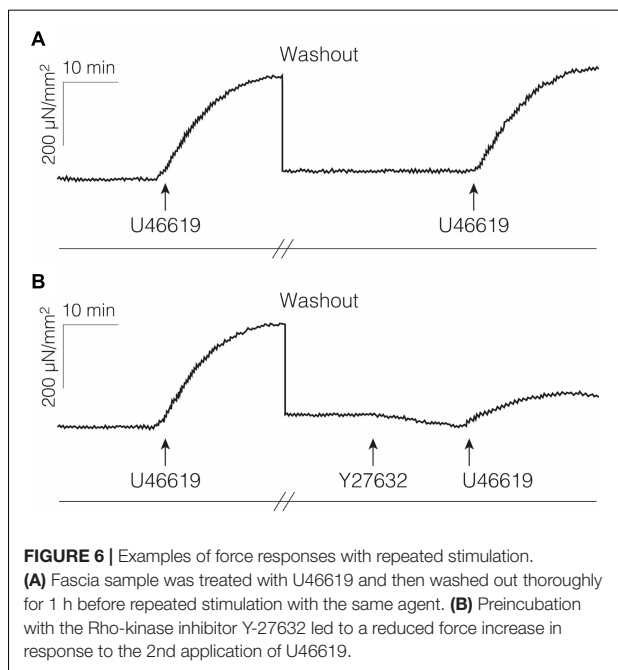 A
Washout
10 min
200 µN/mm²
U46619
U46619
B
Washout
10 min
200 µN/mm²
U46619
Y27632
U46619
FIGURE 6 | Examples of force responses with repeated stimulation.
(A) Fascia sample was treated with U46619 and then washed out thoroughly
for 1 h before repeated stimulation with the same agent. (B) Preincubation
with the Rho-kinase inhibitor Y-27632 led to a reduced force increase in
response to the 2nd application of U46619.